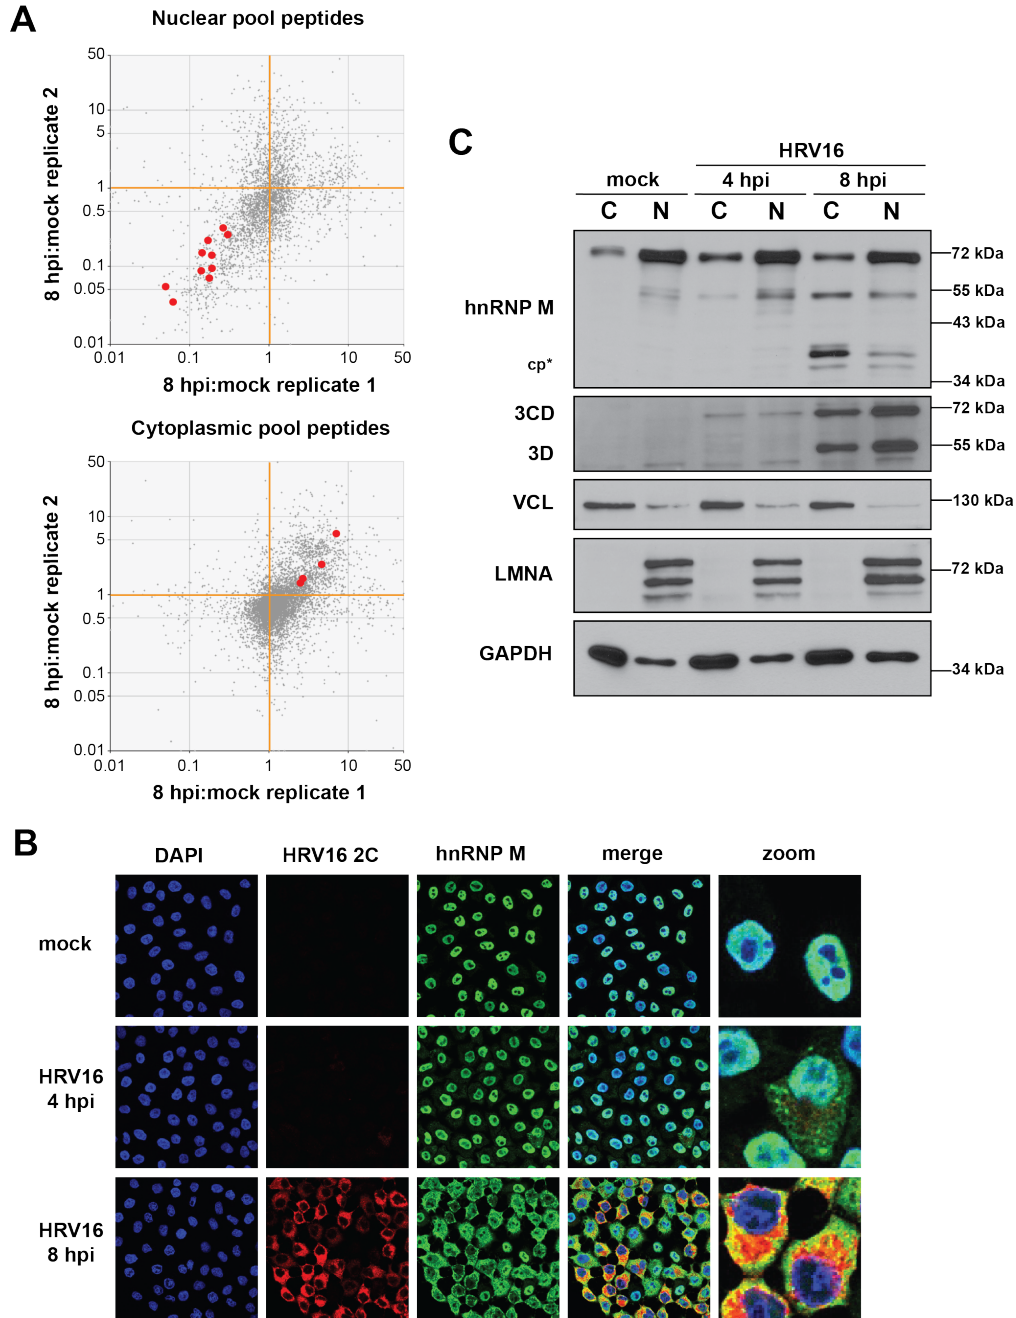 A
Nuclear pool peptides
50
10
5
1
0.5
0.1
0.05
0.01
8 hpi:mock replicate 2
0.1
1
10
50
8 hpi:mock replicate 1
Cytoplasmic pool peptides
50
10
5
1
0.5
0.1
0.05
0.01
8 hpi:mock replicate 2
0.01
0.1
1
10
50
8 hpi:mock replicate 1
C
HRV16
mock
4 hpi
8 hpi
C N C N C N
hnRNP M
cp*
72 kDa
55 kDa
43 kDa
34 kDa
3CD
3D
72 kDa
55 kDa
VCL
130 kDa
LMNA
72 kDa
GAPDH
34 kDa
B
DAPI HRV16 2C hnRNP M merge zoom
mock
HRV16
4 hpi
HRV16
8 hpi